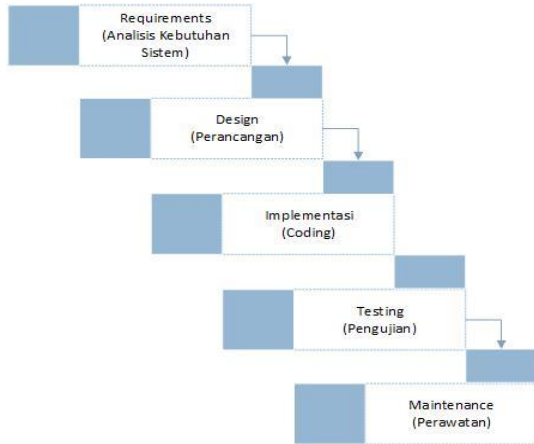 Requirements
(Analisis Kebutuhan
Sistem)
Design
(Perancangan)
Implementasi
(Coding)
Testing
(Pengujian)
Maintenance
(Perawatan)